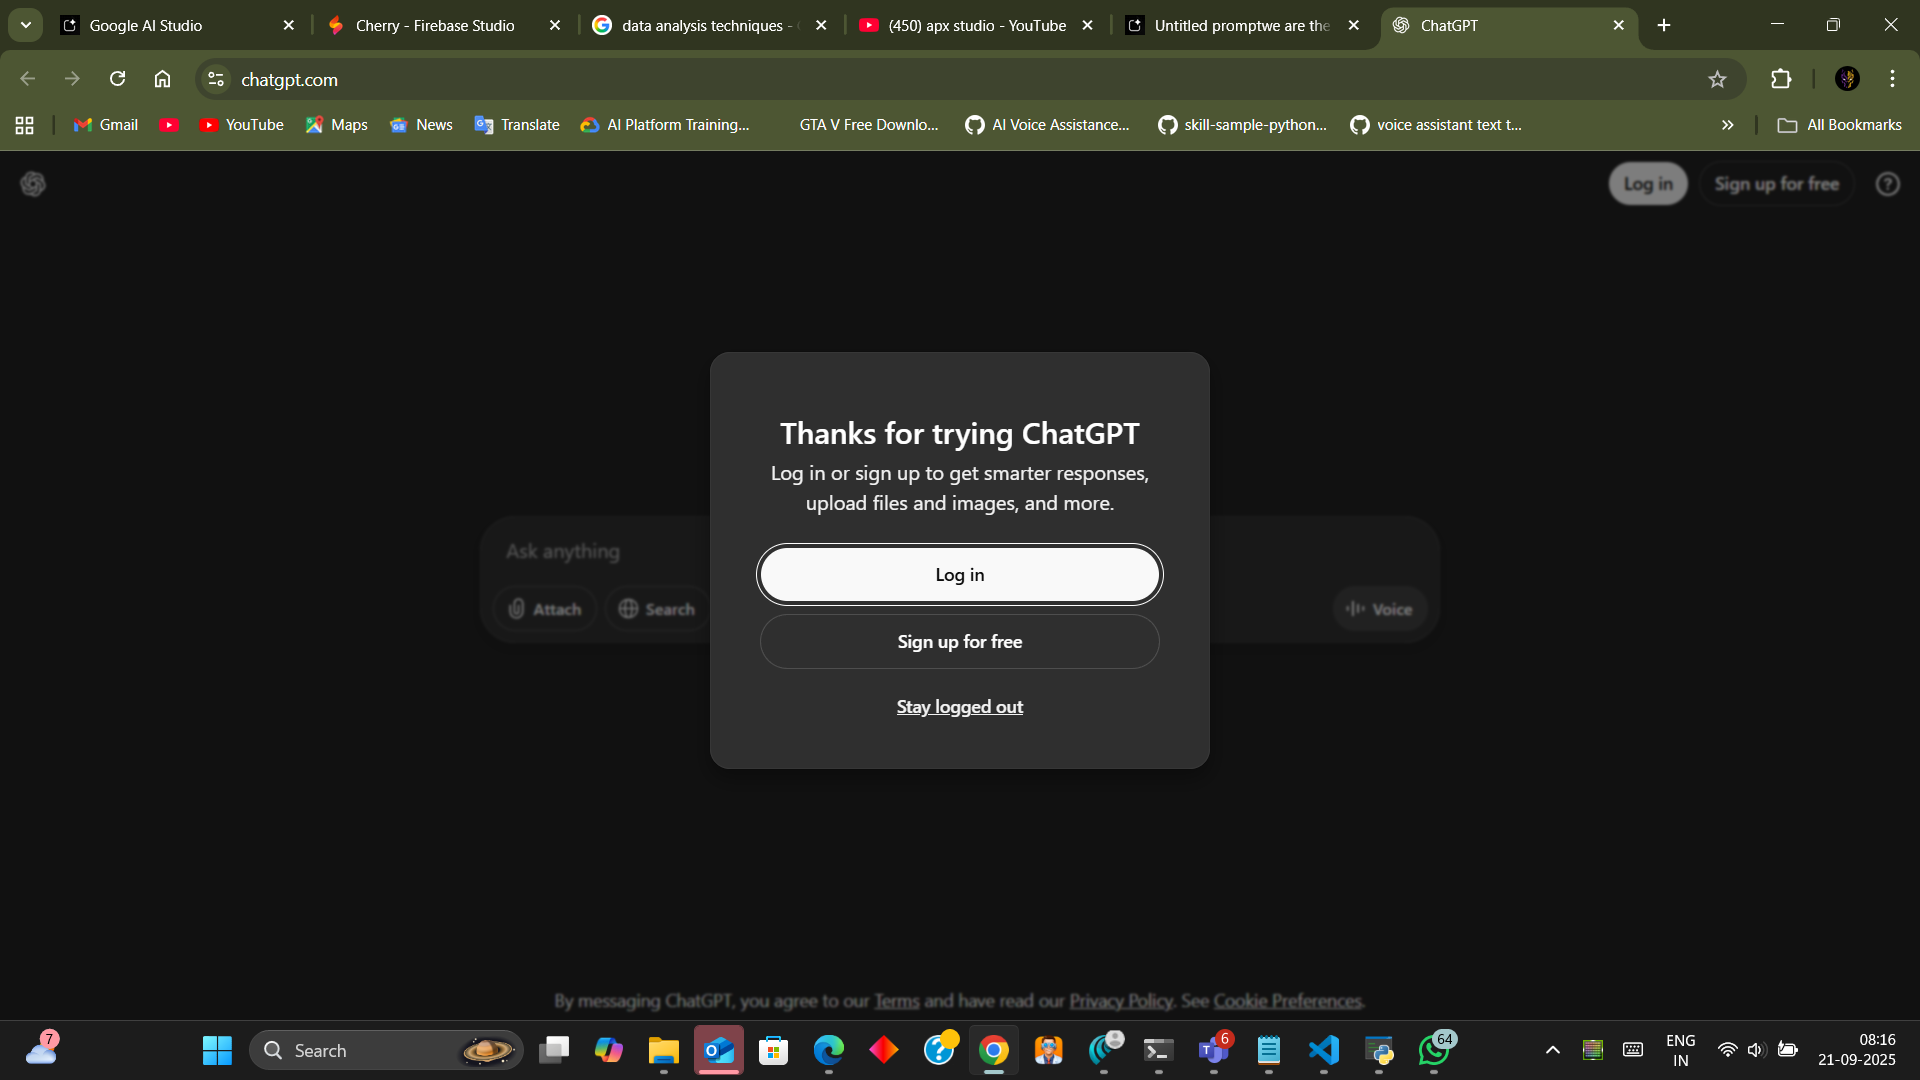 Google AI Studio
Cherry - Firebase Studio
data analysis techniques -
(450) apx studio - YouTube
Untitled promptwe are the
ChatGPT
chatgpt.com
Gmail
YouTube
Maps
News
Translate
AI Platform Training...
GTA V Free Downlo...
AI Voice Assistance...
skill-sample-python...
voice assistant text t...
All Bookmarks
Log in
Sign up for free
Thanks for trying ChatGPT
Log in or sign up to get smarter responses,
upload files and images, and more.
Ask anything
Log in
Attach
Search
Voice
Sign up for free
Stay logged out
By messaging ChatGPT, you agree to our Terms and have read our Privacy Policy. See Cookie Preferences.
7
Search
6
64
ENG
IN
08:16
21-09-2025